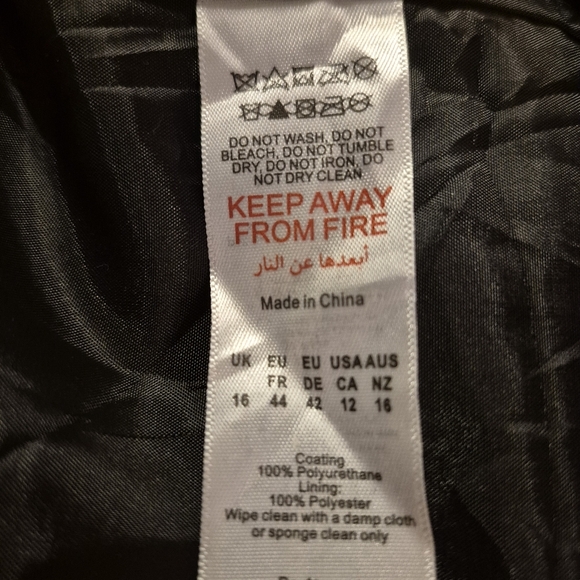 DO NOT WASH, DO NOT
BLEACH, DO NOT TUMBLE
DRY, DO NOT IRON, DO
NOT DRY CLEAN
KEEP AWAY
FROM FIRE
أبعدها عن النار
Made in China
UK EU EU USA AUS
FR DE CA NZ
16 44 42 12 16
Coating
100% Polyurethane
Lining:
100% Polyester
Wipe clean with a damp cloth
or sponge clean only